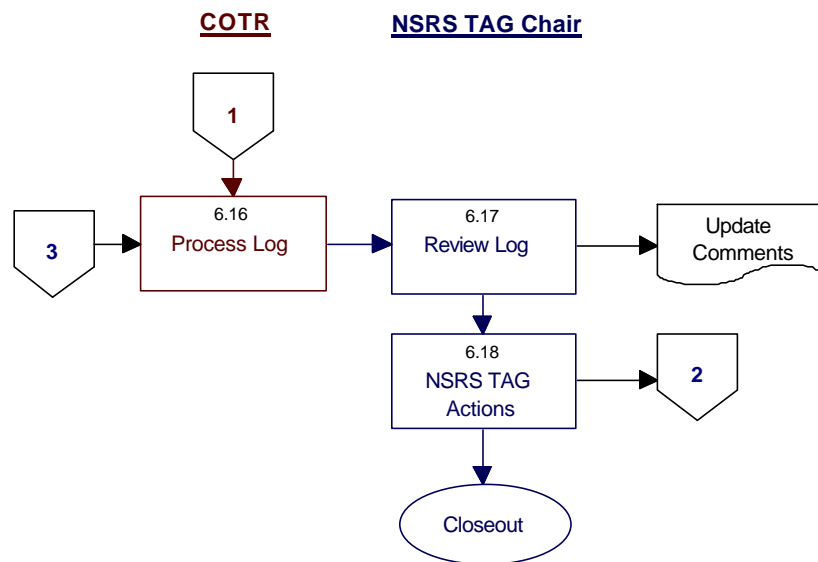 COTR
NSRS TAG Chair
1
3
6.16
Process Log
6.17
Review Log
Update
Comments
6.18
NSRS TAG
Actions
2
Closeout